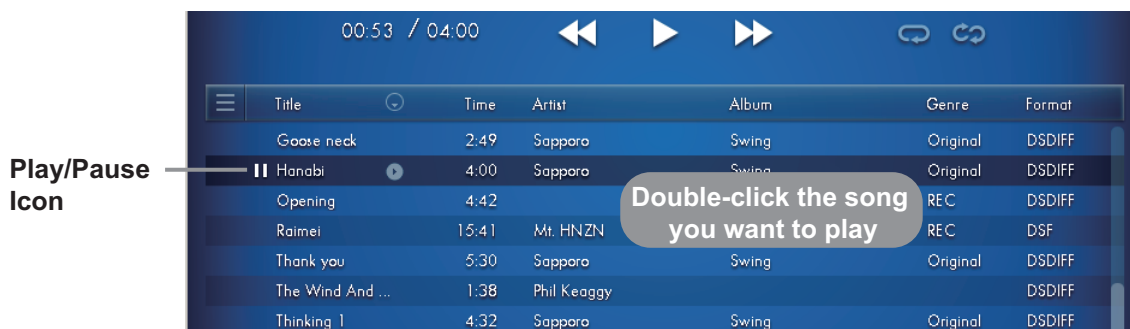 00:53 / 04:00
Title Time Artist Album Genre Format
Goose neck 2:49 Sapporo Swing Original DSDIFF
Play/Pause Icon
Hanabi 4:00 Sapporo Swing Original DSDIFF
Opening 4:42 REC DSDIFF
Double-click the song
you want to play
Raimei 15:41 Mt. HNZN REC DSF
Thank you 5:30 Sapporo Swing Original DSDIFF
The Wind And ... 1:38 Phil Keaggy DSDIFF
Thinking 1 4:32 Sapporo Swing Original DSDIFF